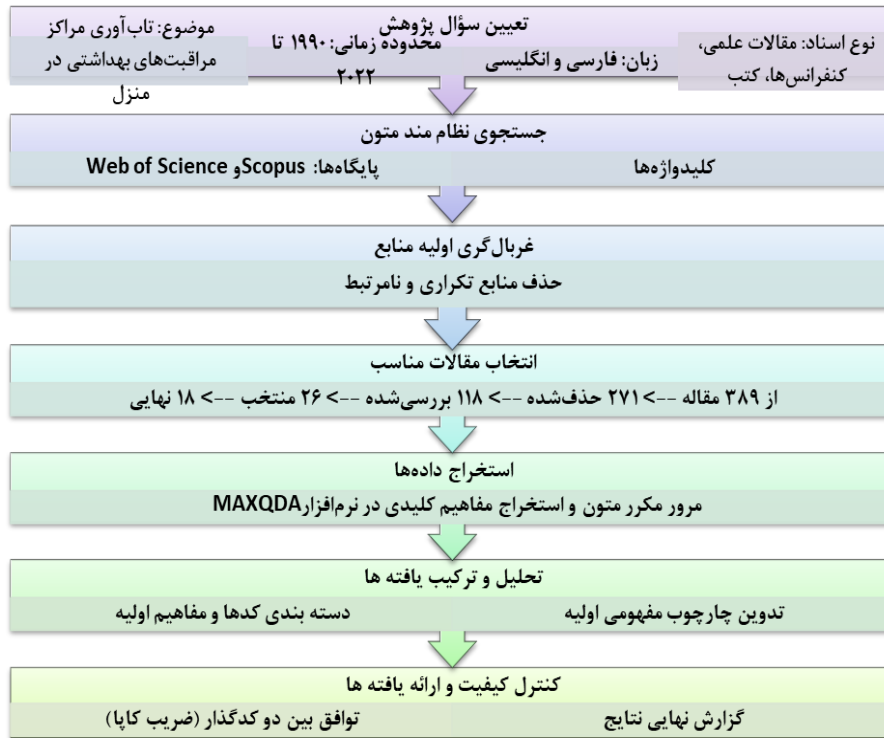 تعیین سؤال پژوهش
موضوع: تاب‌آوری مراکز
مراقبت‌های بهداشتی در
منزل
محدوده زمانی: ۱۹۹۰ تا
۲۰۲۲
زبان: فارسی و انگلیسی
نوع اسناد: مقالات علمی،
کنفرانس‌ها، کتب
جستجوی نظام مند متون
کلیدواژه‌ها
پایگاه‌ها: Scopus و Web of Science
غربال‌گری اولیه منابع
حذف منابع تکراری و نامرتبط
انتخاب مقالات مناسب
از ۳۸۹ مقاله --> ۲۷۱ حذف‌شده --> ۱۱۸ بررسی‌شده --> ۲۶ منتخب --> ۱۸ نهایی
استخراج داده‌ها
مرور مکرر متون و استخراج مفاهیم کلیدی در نرم‌افزار MAXQDA
تحلیل و ترکیب یافته ها
تدوین چارچوب مفهومی اولیه
دسته بندی کدها و مفاهیم اولیه
کنترل کیفیت و ارائه یافته ها
گزارش نهایی نتایج
توافق بین دو کدگذار (ضریب کاپا)